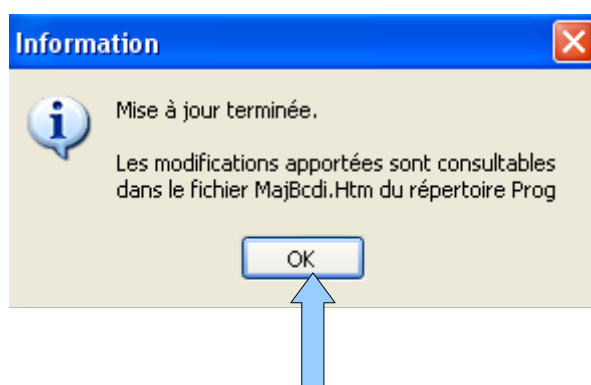 Information
Mise à jour terminée.
Les modifications apportées sont consultables
dans le fichier MajBcdi.Htm du répertoire Prog
OK